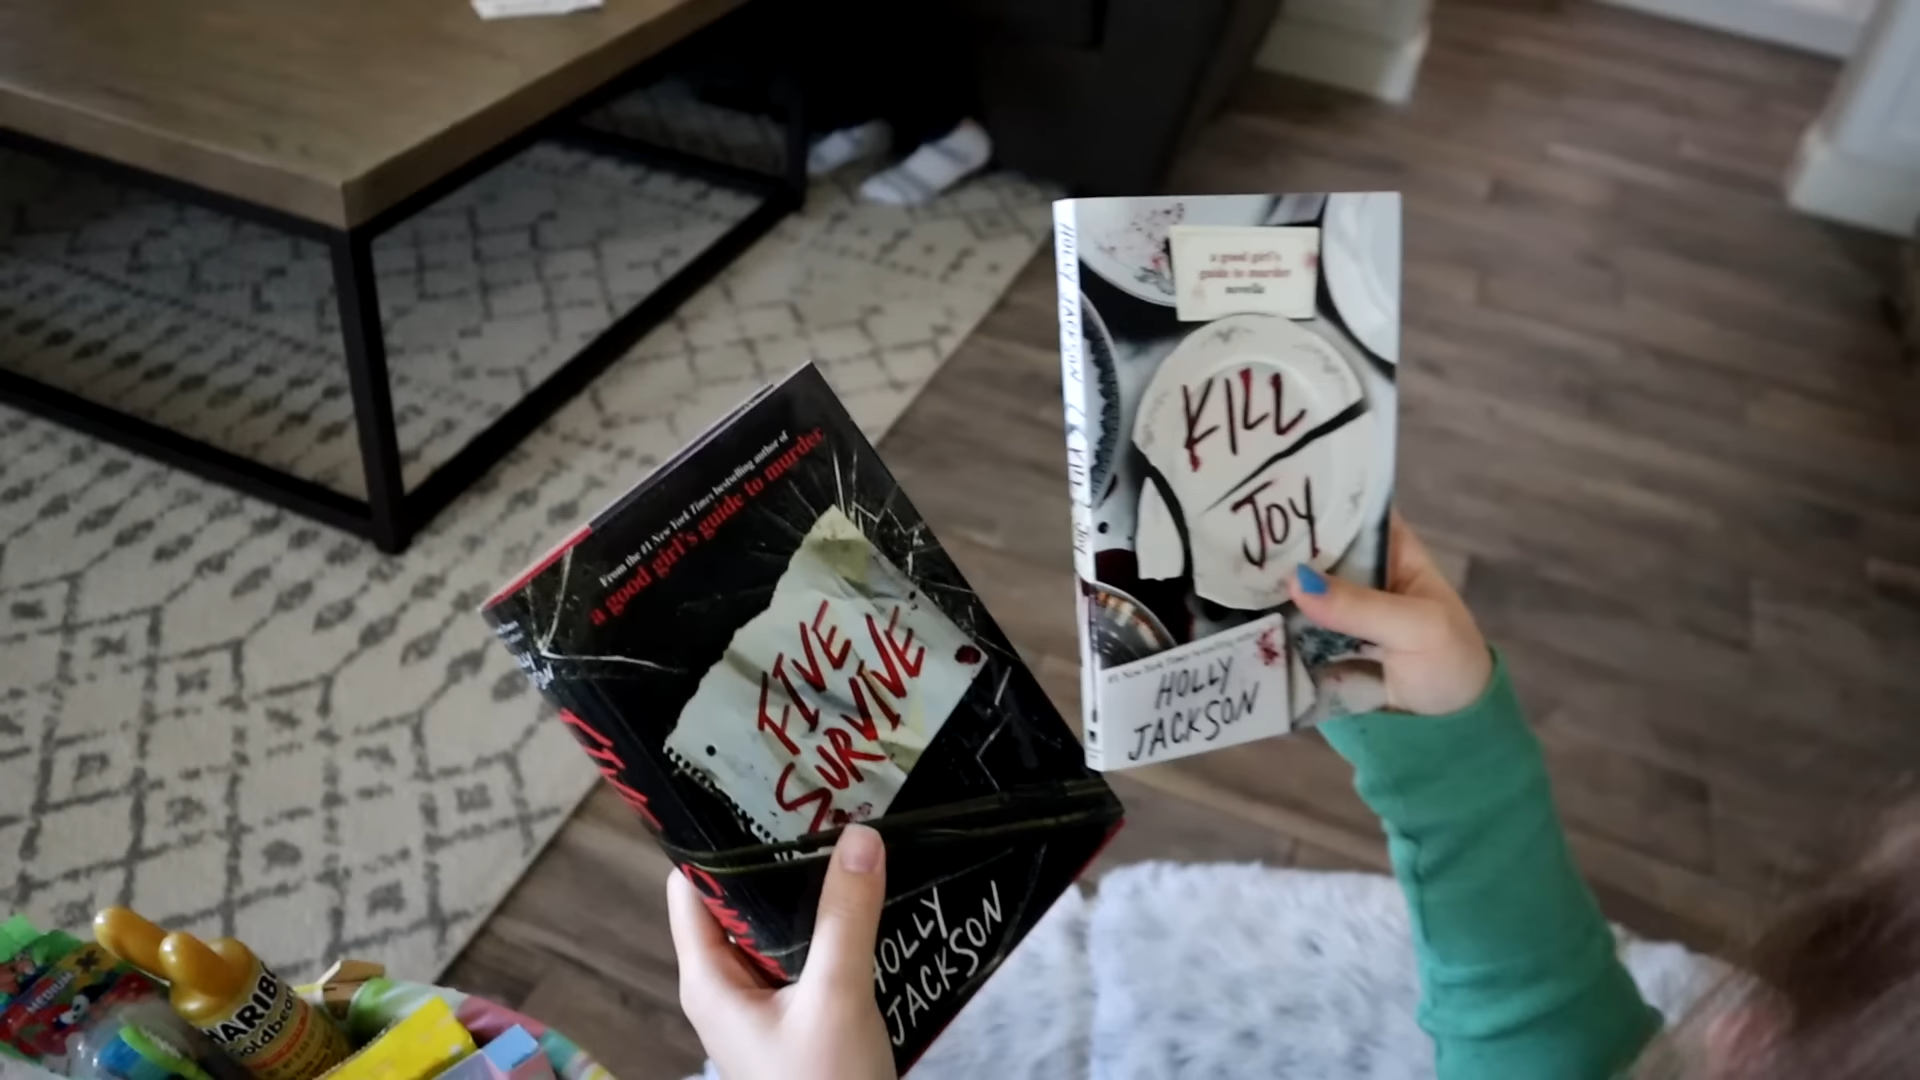 From the #1 New York Times bestselling author of
a good girl's guide to murder
FIVE
SURVIVE
HOLLY
JACKSON
HOLLY JACKSON KILL JOY
a good girl's
guide to murder
novella
KILL
JOY
#1 New York Times bestselling
HOLLY
JACKSON
MEDIUM
HARIBO
Goldbears